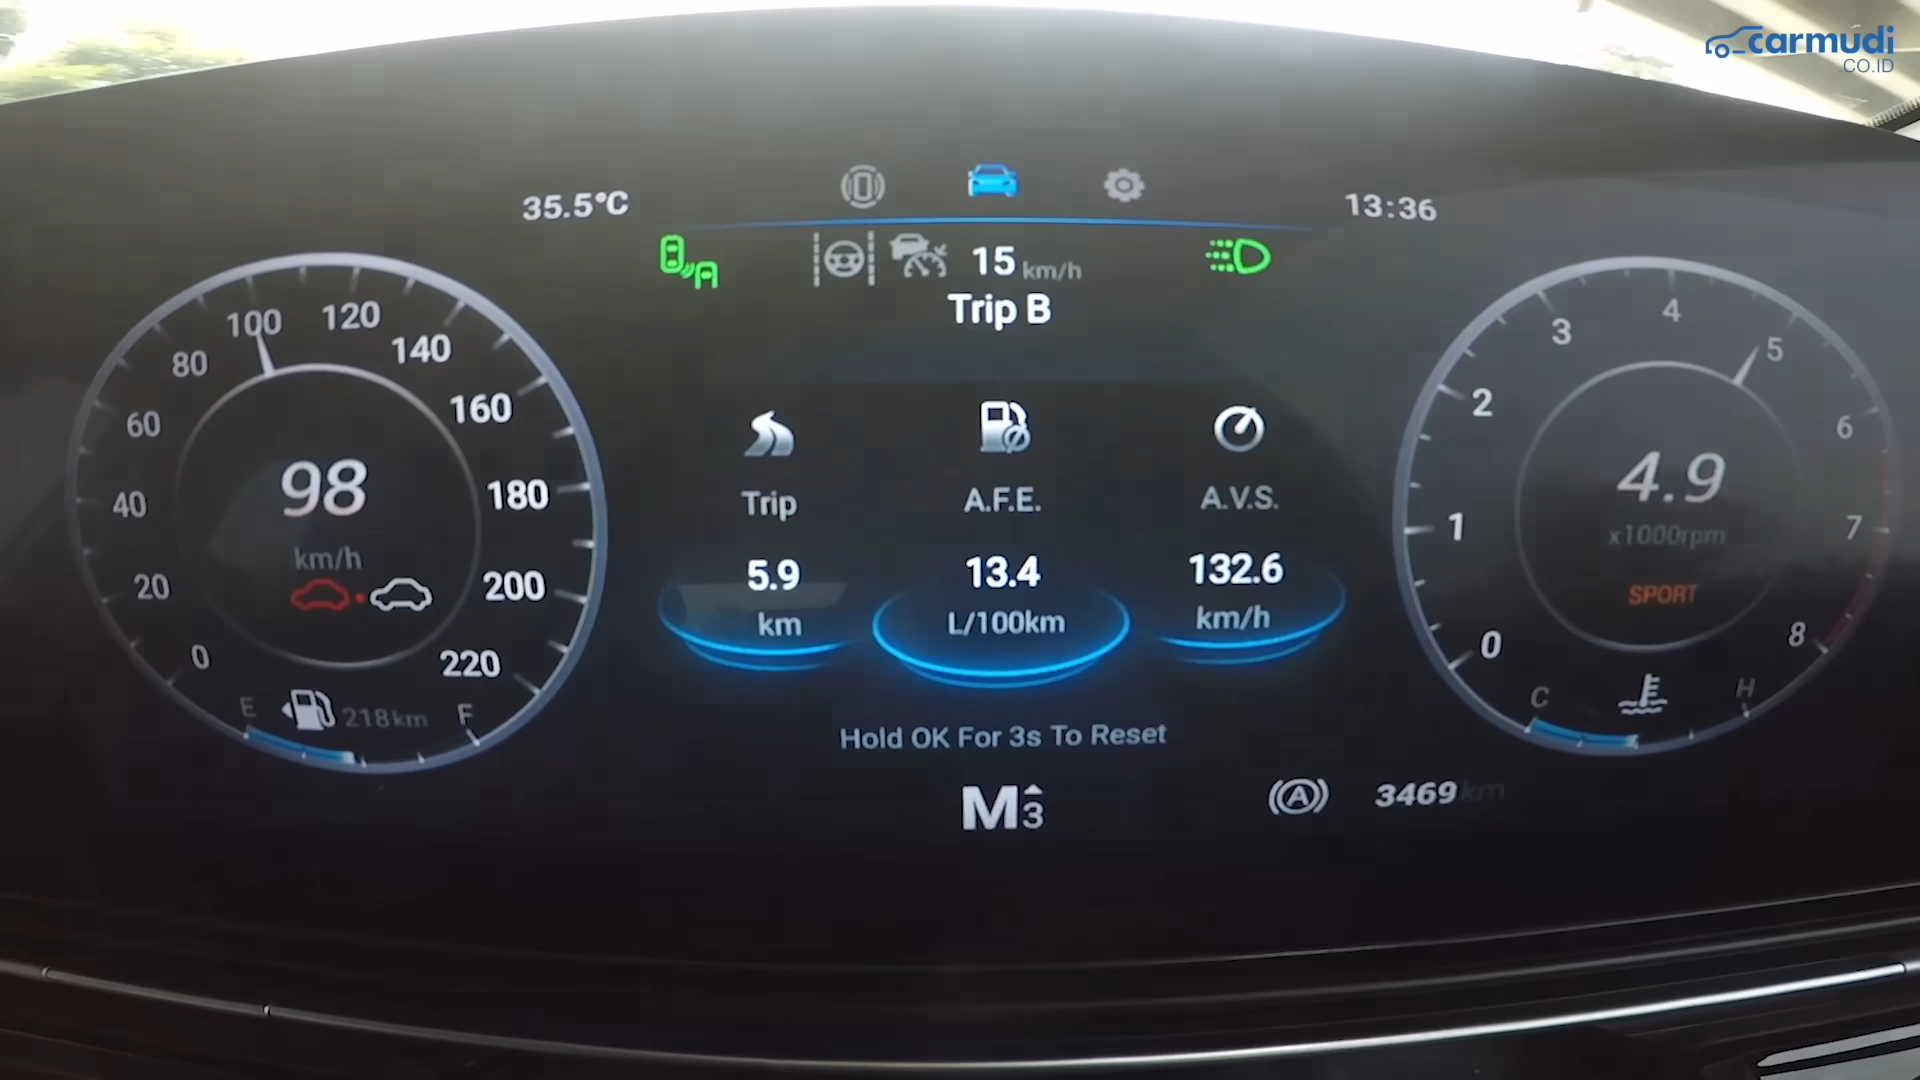 carmudi
.CO.ID
35.5°C
13:36
15 km/h
Trip B
0
20
40
60
80
100
120
140
160
180
200
220
98
km/h
E
218km
F
Trip
5.9
km
A.F.E.
13.4
L/100km
A.V.S.
132.6
km/h
Hold OK For 3s To Reset
M3
A
3469km
0
1
2
3
4
5
6
7
8
4.9
x1000rpm
SPORT
C
H